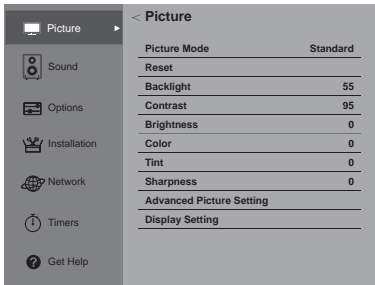 Picture
Sound
Options
Installation
Network
Timers
Get Help
< Picture
Picture Mode Standard
Reset
Backlight 55
Contrast 95
Brightness 0
Color 0
Tint 0
Sharpness 0
Advanced Picture Setting
Display Setting